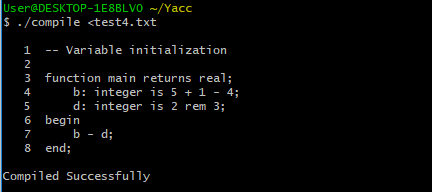 User@DESKTOP-1E8BLVO ~/Yacc
$ ./compile <test4.txt
1 -- Variable initialization
2
3 function main returns real;
4 b: integer is 5 + 1 - 4;
5 d: integer is 2 rem 3;
6 begin
7 b - d;
8 end;
Compiled Successfully